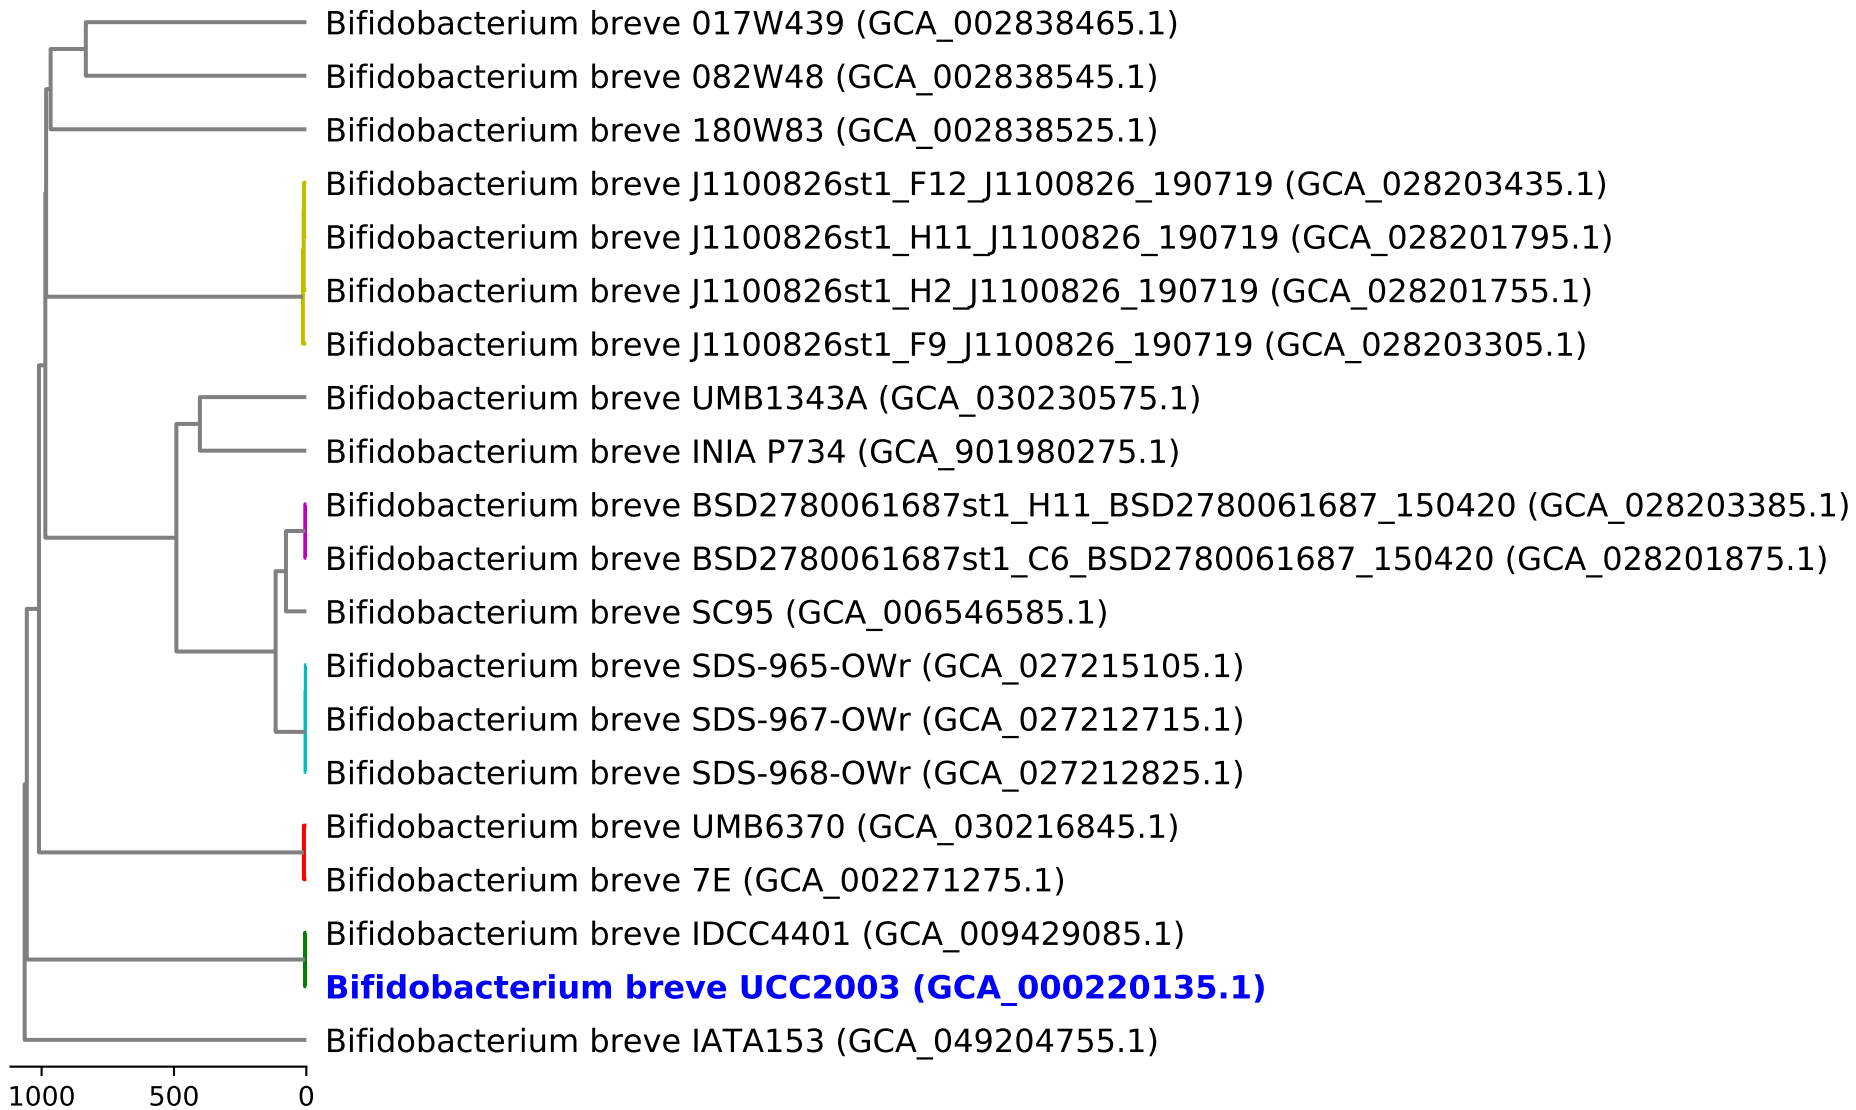 Bifidobacterium breve 017W439 (GCA_002838465.1)
Bifidobacterium breve 082W48 (GCA_002838545.1)
Bifidobacterium breve 180W83 (GCA_002838525.1)
Bifidobacterium breve J1100826st1_F12_J1100826_190719 (GCA_028203435.1)
Bifidobacterium breve J1100826st1_H11_J1100826_190719 (GCA_028201795.1)
Bifidobacterium breve J1100826st1_H2_J1100826_190719 (GCA_028201755.1)
Bifidobacterium breve J1100826st1_F9_J1100826_190719 (GCA_028203305.1)
Bifidobacterium breve UMB1343A (GCA_030230575.1)
Bifidobacterium breve INIA P734 (GCA_901980275.1)
Bifidobacterium breve BSD2780061687st1_H11_BSD2780061687_150420 (GCA_028203385.1)
Bifidobacterium breve BSD2780061687st1_C6_BSD2780061687_150420 (GCA_028201875.1)
Bifidobacterium breve SC95 (GCA_006546585.1)
Bifidobacterium breve SDS-965-OWr (GCA_027215105.1)
Bifidobacterium breve SDS-967-OWr (GCA_027212715.1)
Bifidobacterium breve SDS-968-OWr (GCA_027212825.1)
Bifidobacterium breve UMB6370 (GCA_030216845.1)
Bifidobacterium breve 7E (GCA_002271275.1)
Bifidobacterium breve IDCC4401 (GCA_009429085.1)
Bifidobacterium breve UCC2003 (GCA_000220135.1)
Bifidobacterium breve IATA153 (GCA_049204755.1)
1000 500 0